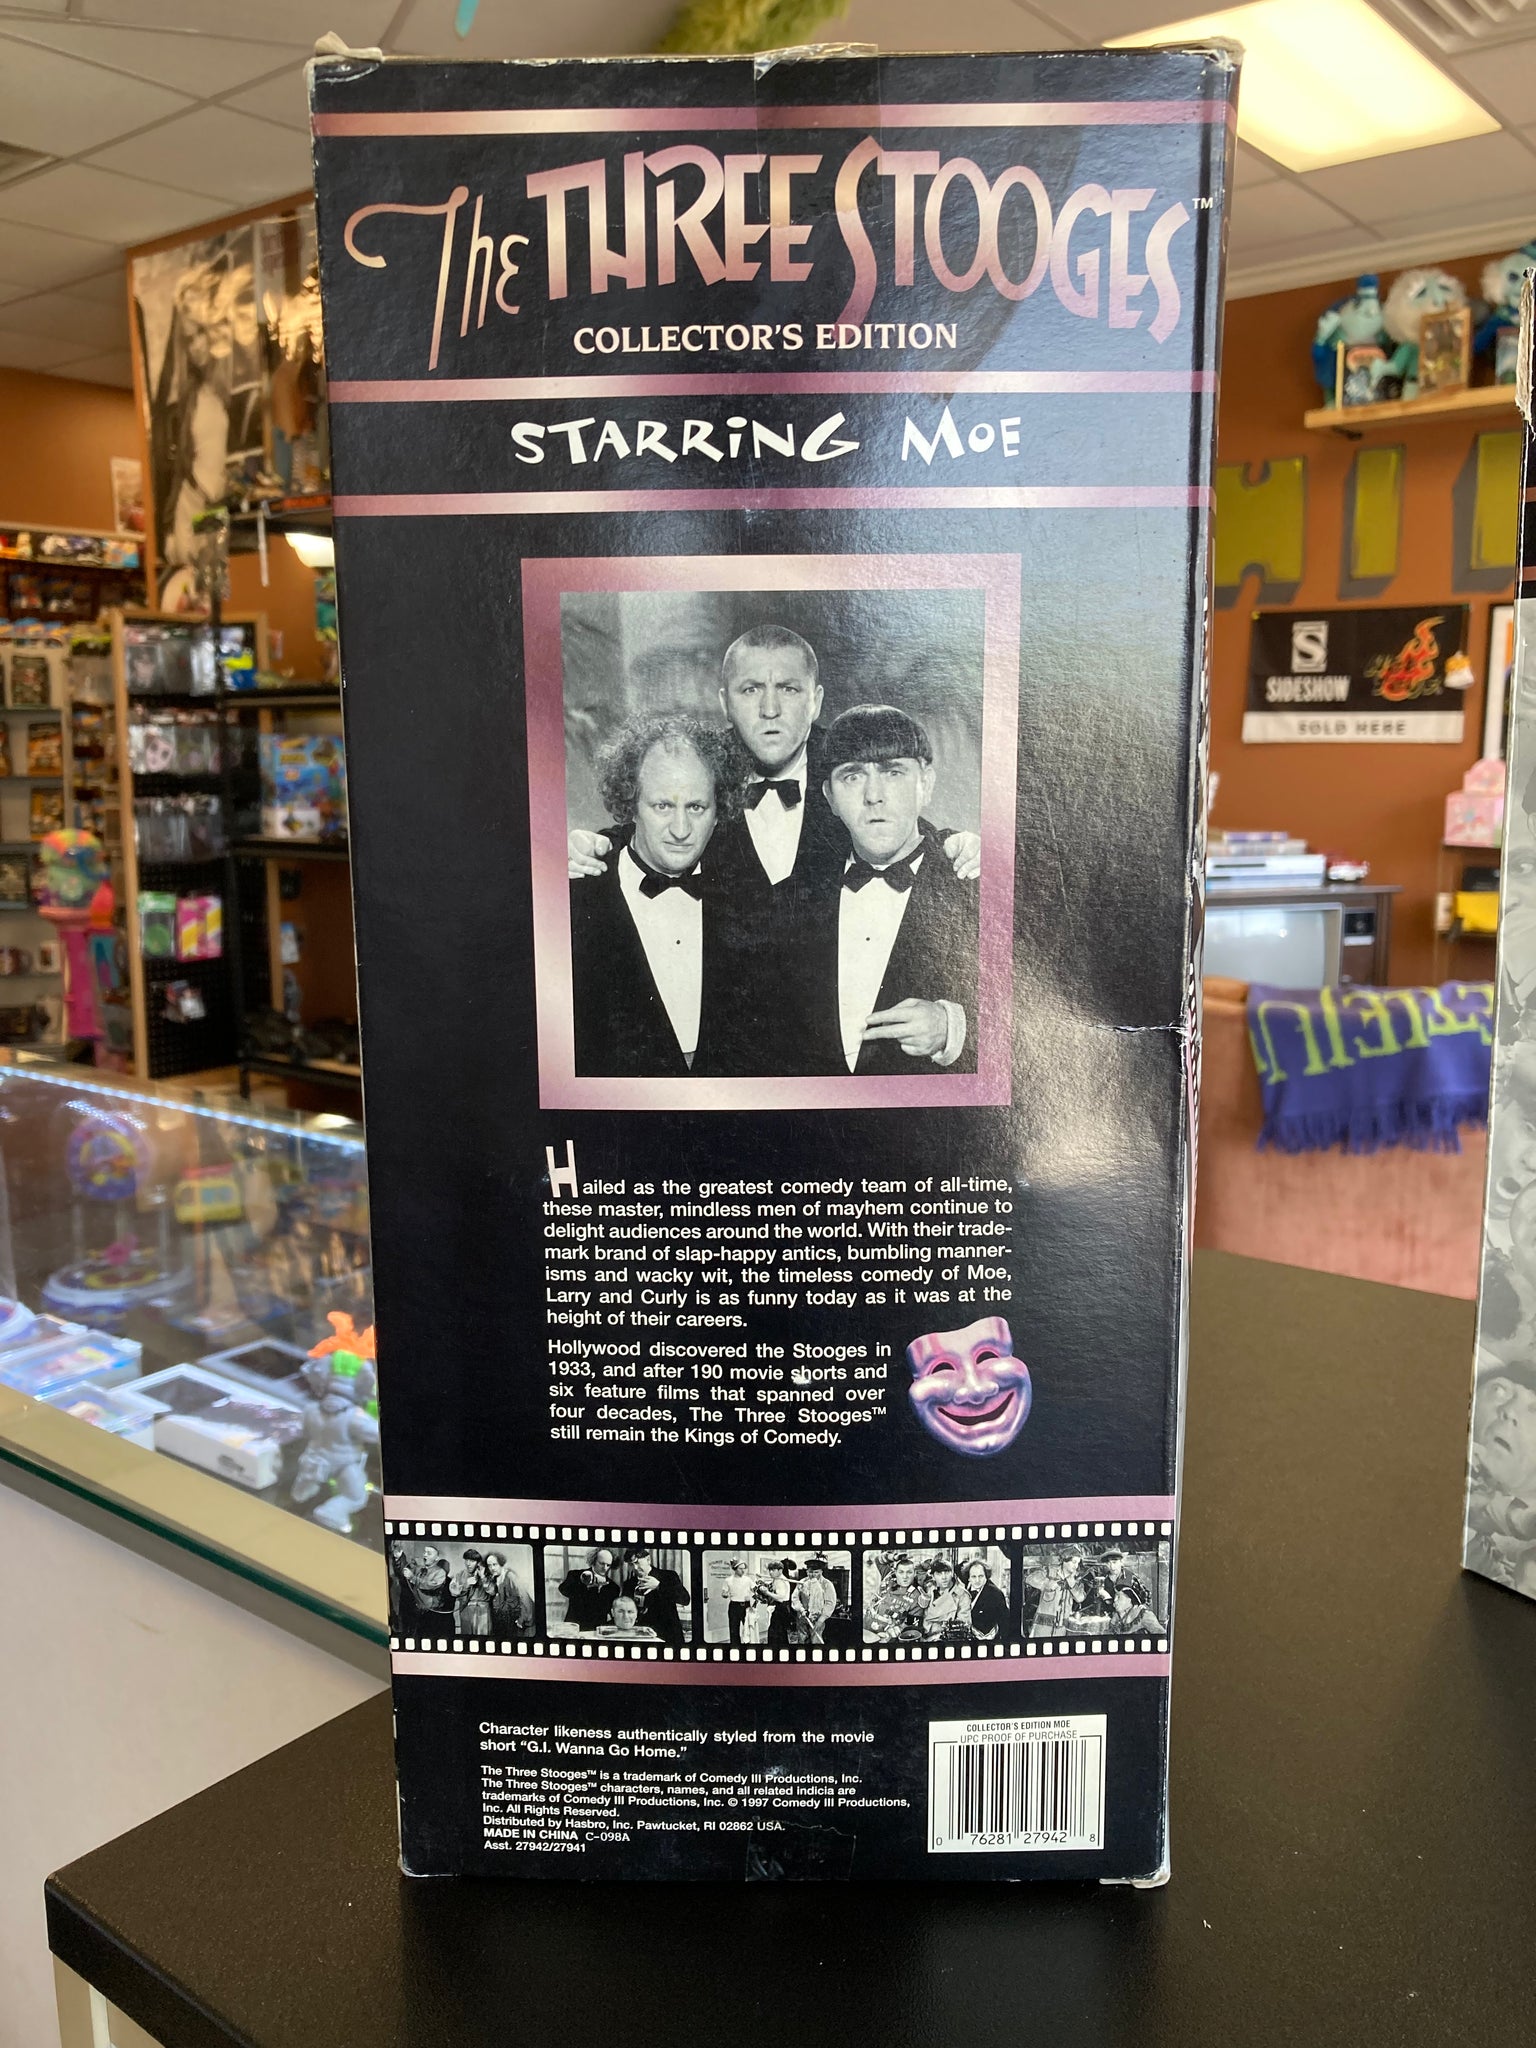 The THREE STOOGES™
COLLECTOR'S EDITION
STARRiNG MOE
Hailed as the greatest comedy team of all-time,
these master, mindless men of mayhem continue to
delight audiences around the world. With their trade-
mark brand of slap-happy antics, bumbling manner-
isms and wacky wit, the timeless comedy of Moe,
Larry and Curly is as funny today as it was at the
height of their careers.
Hollywood discovered the Stooges in
1933, and after 190 movie shorts and
six feature films that spanned over
four decades, The Three Stooges™
still remain the Kings of Comedy.
Character likeness authentically styled from the movie
short “G.I. Wanna Go Home.”
The Three Stooges™ is a trademark of Comedy III Productions, Inc.
The Three Stooges™ characters, names, and all related indicia are
trademarks of Comedy III Productions, Inc. © 1997 Comedy III Productions,
Inc. All Rights Reserved.
Distributed by Hasbro, Inc. Pawtucket, RI 02862 USA.
MADE IN CHINA C-098A
Asst. 27942/27941
COLLECTOR'S EDITION MOE
UPC PROOF OF PURCHASE
0 76281 27942 8
S
SIDESHOW
SOLD HERE